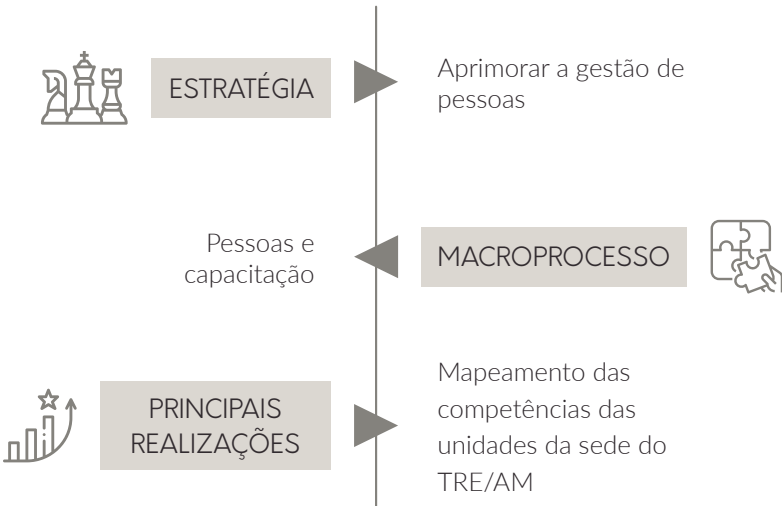 ESTRATÉGIA
Aprimorar a gestão de
pessoas
Pessoas e
capacitação
MACROPROCESSO
PRINCIPAIS
REALIZAÇÕES
Mapeamento das
competências das
unidades da sede do
TRE/AM